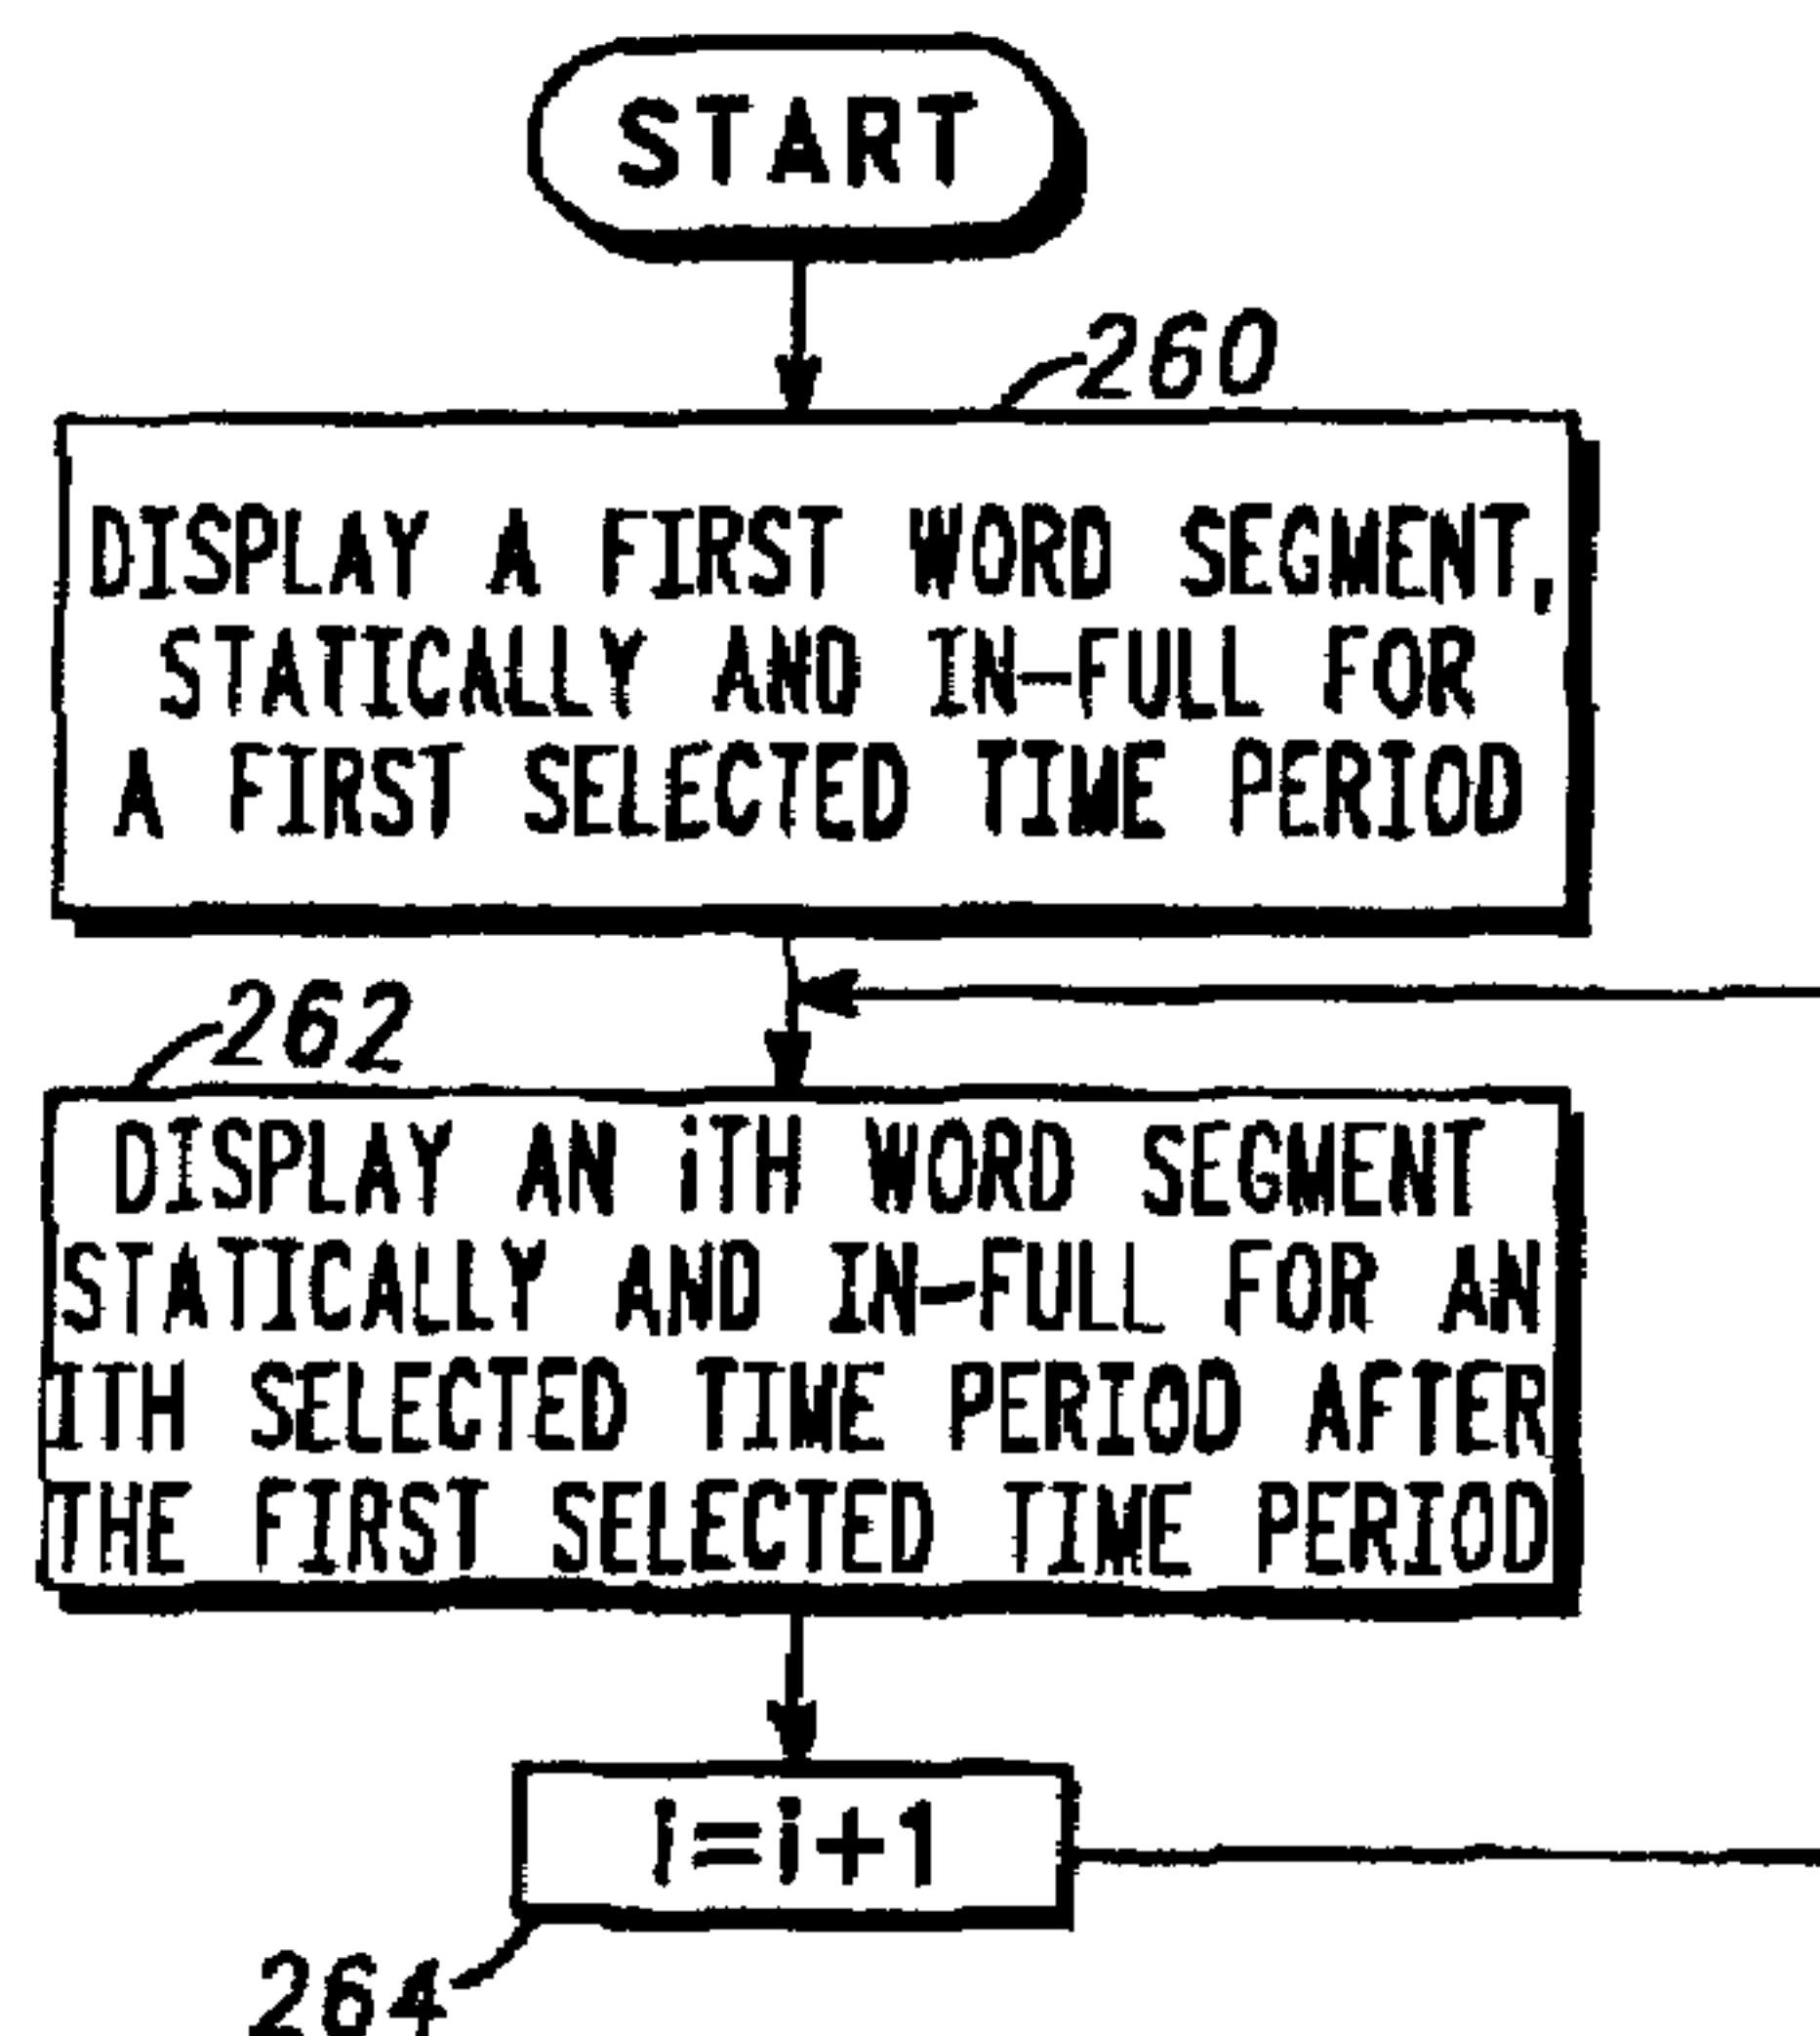 START
260
DISPLAY A FIRST WORD SEGMENT,
STATICALLY AND IN-FULL FOR
A FIRST SELECTED TIME PERIOD
262
DISPLAY AN iTH WORD SEGMENT
STATICALLY AND IN-FULL FOR AN
ITH SELECTED TIME PERIOD AFTER
THE FIRST SELECTED TIME PERIOD
i=i+1
264